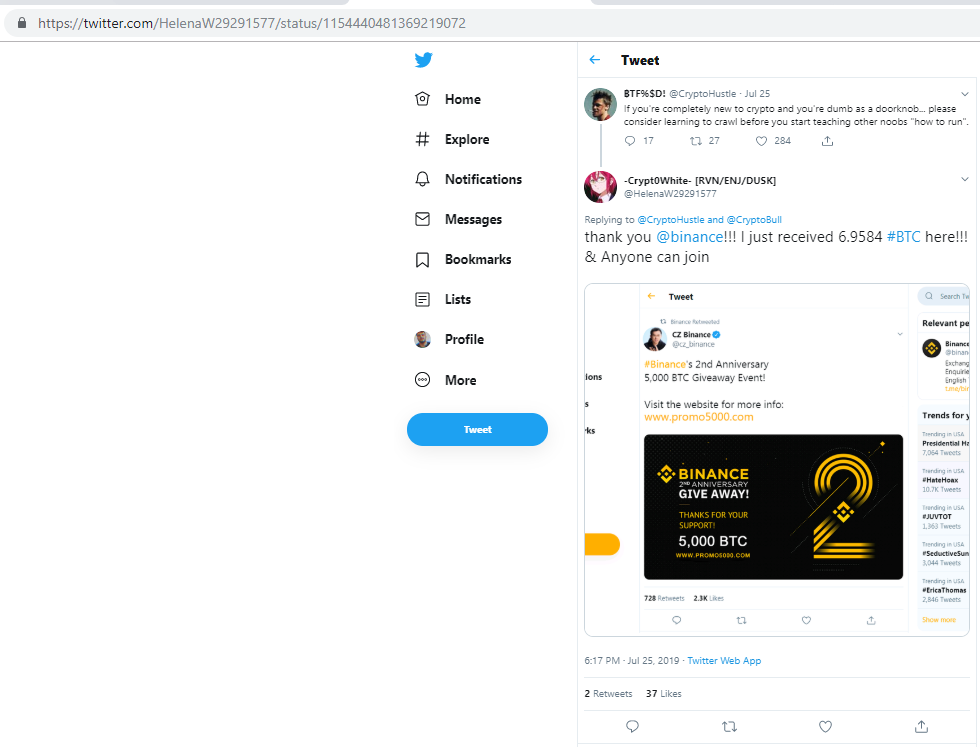 https://twitter.com/HelenaW29291577/status/1154440481369219072
Home
Explore
Notifications
Messages
Bookmarks
Lists
Profile
More
Tweet
Tweet
₿TF%$D! @CryptoHustle · Jul 25
If you're completely new to crypto and you're dumb as a doorknob... please
consider learning to crawl before you start teaching other noobs "how to run".
17 27 284
-Crypt0White- [RVN/ENJ/DUSK]
@HelenaW29291577
Replying to @CryptoHustle and @CryptoBull
thank you @binance!!! I just received 6.9584 #BTC here!!!
& Anyone can join
Tweet
Binance Retweeted
CZ Binance
@cz_binance
#Binance's 2nd Anniversary
5,000 BTC Giveaway Event!
Visit the website for more info:
www.promo5000.com
BINANCE
2ND ANNIVERSARY
GIVE AWAY!
THANKS FOR YOUR
SUPPORT!
5,000 BTC
WWW.PROMO5000.COM
2
728 Retweets 2.3K Likes
ions
s
ks
Search Tw
Relevant pe
Binance
@binan
Exchang
Enquirie
English
t.me/bin
Trends for y
Trending in USA
Presidential Ha
7,064 Tweets
Trending in USA
#HateHoax
10.7K Tweets
Trending in USA
#JUVTOT
1,363 Tweets
Trending in USA
#SeductiveSun
3,044 Tweets
Trending in USA
#EricaThomas
2,846 Tweets
Show more
6:17 PM · Jul 25, 2019 · Twitter Web App
2 Retweets 37 Likes